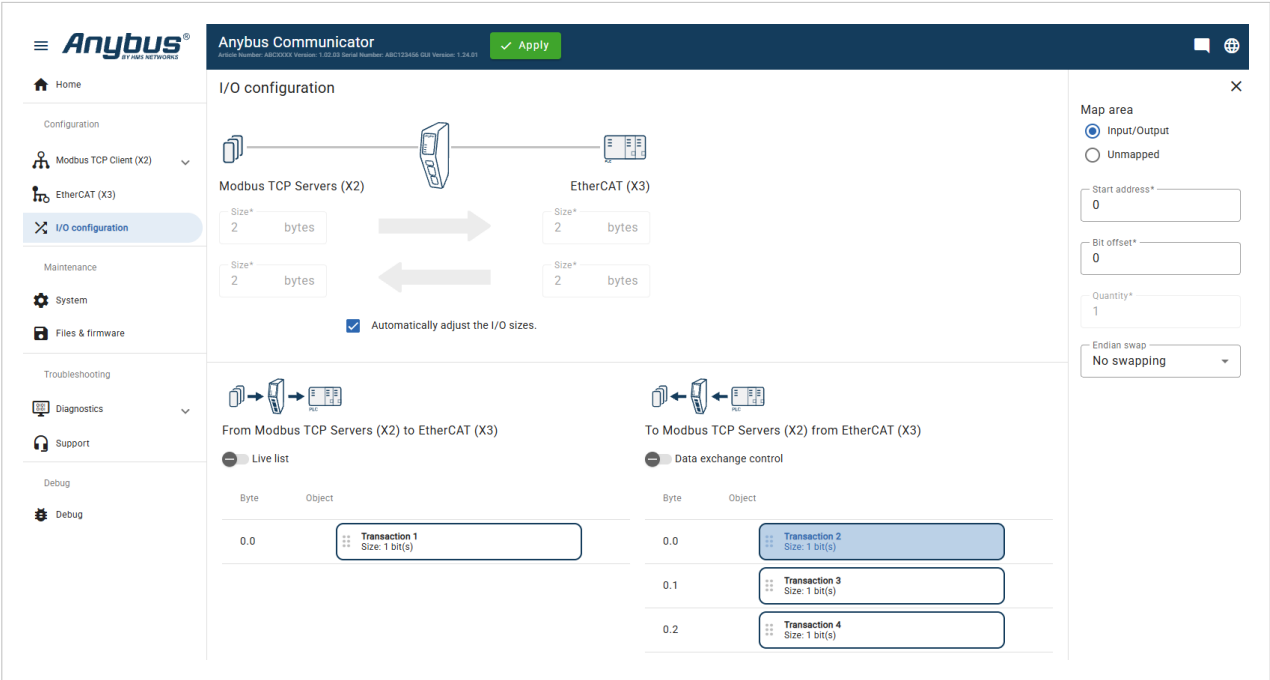 Anybus®
BY HMS NETWORKS
Anybus Communicator
Article Number: ABCXXXX Version: 1.02.03 Serial Number: ABC123456 GUI Version: 1.24.01
Apply
Home
Configuration
Modbus TCP Client (X2)
EtherCAT (X3)
I/O configuration
Maintenance
System
Files & firmware
Troubleshooting
Diagnostics
Support
Debug
Debug
I/O configuration
Modbus TCP Servers (X2)
EtherCAT (X3)
Size*
2 bytes
Size*
2 bytes
Size*
2 bytes
Size*
2 bytes
Automatically adjust the I/O sizes.
PLC
From Modbus TCP Servers (X2) to EtherCAT (X3)
Live list
Byte Object
0.0
Transaction 1
Size: 1 bit(s)
PLC
To Modbus TCP Servers (X2) from EtherCAT (X3)
Data exchange control
Byte Object
0.0
Transaction 2
Size: 1 bit(s)
0.1
Transaction 3
Size: 1 bit(s)
0.2
Transaction 4
Size: 1 bit(s)
Map area
Input/Output
Unmapped
Start address*
0
Bit offset*
0
Quantity*
1
Endian swap
No swapping